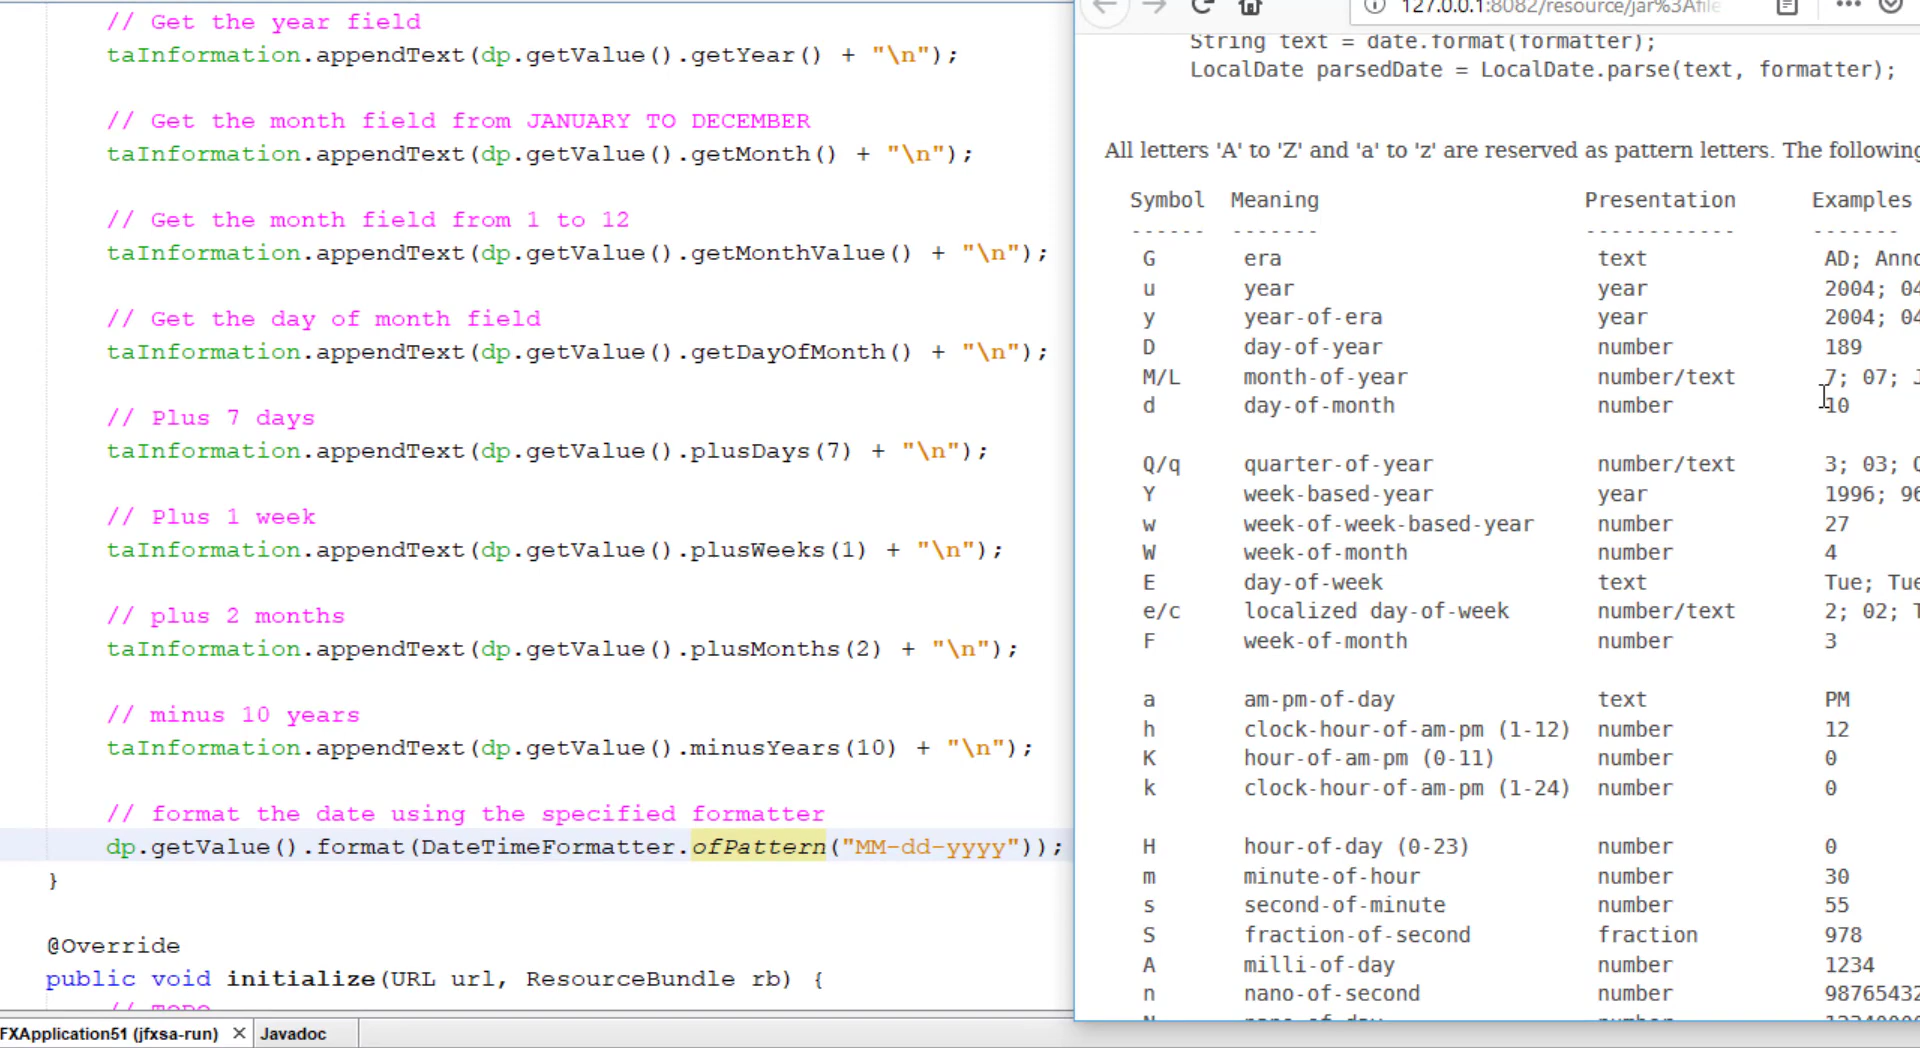 // Get the year field
taInformation.appendText(dp.getValue().getYear() + "\n");
// Get the month field from JANUARY TO DECEMBER
taInformation.appendText(dp.getValue().getMonth() + "\n");
// Get the month field from 1 to 12
taInformation.appendText(dp.getValue().getMonthValue() + "\n");
// Get the day of month field
taInformation.appendText(dp.getValue().getDayOfMonth() + "\n");
// Plus 7 days
taInformation.appendText(dp.getValue().plusDays(7) + "\n");
// Plus 1 week
taInformation.appendText(dp.getValue().plusWeeks(1) + "\n");
// plus 2 months
taInformation.appendText(dp.getValue().plusMonths(2) + "\n");
// minus 10 years
taInformation.appendText(dp.getValue().minusYears(10) + "\n");
// format the date using the specified formatter
dp.getValue().format(DateTimeFormatter.ofPattern("MM-dd-yyyy"));
}
@Override
public void initialize(URL url, ResourceBundle rb) {
// TODO
FXApplication51 (jfxsa-run) × Javadoc
127.0.0.1:8082/resource/jar%3Afile
String text = date.format(formatter);
LocalDate parsedDate = LocalDate.parse(text, formatter);
All letters 'A' to 'Z' and 'a' to 'z' are reserved as pattern letters. The following
Symbol Meaning Presentation Examples
------ ------- ------------ -------
G era text AD;
u year year 2004; 04
y year-of-era year 2004; 04
D day-of-year number 189
M/L month-of-year number/text 7; 07;
d day-of-month number 10
Q/q quarter-of-year number/text 3; 03;
Y week-based-year year 1996; 96
w week-of-week-based-year number 27
W week-of-month number 4
E day-of-week text Tue; Tue
e/c localized day-of-week number/text 2; 02; T
F week-of-month number 3
a am-pm-of-day text PM
h clock-hour-of-am-pm (1-12) number 12
K hour-of-am-pm (0-11) number 0
k clock-hour-of-am-pm (1-24) number 0
H hour-of-day (0-23) number 0
m minute-of-hour number 30
s second-of-minute number 55
S fraction-of-second fraction 978
A milli-of-day number 1234
n nano-of-second number 98765432